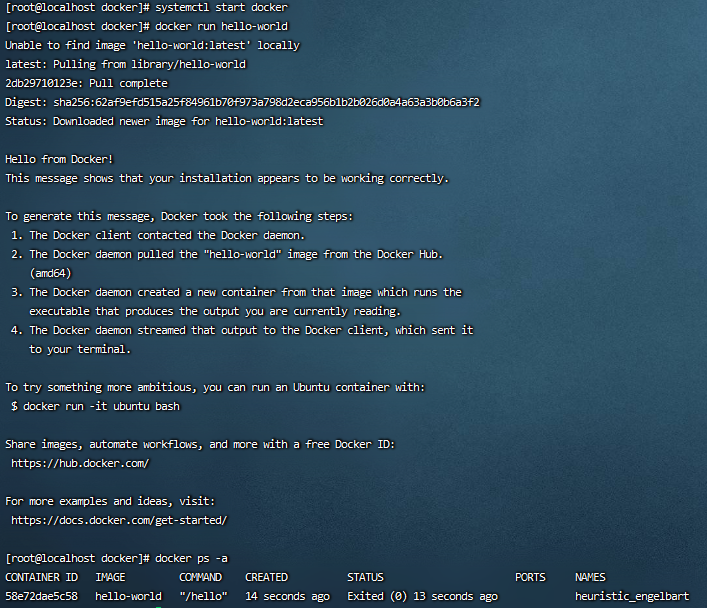 [root@localhost docker]# systemctl start docker
[root@localhost docker]# docker run hello-world
Unable to find image 'hello-world:latest' locally
latest: Pulling from library/hello-world
2db29710123e: Pull complete
Digest: sha256:62af9efd515a25f84961b70f973a798d2eca956b1b2b026d0a4a63a3b0b6a3f2
Status: Downloaded newer image for hello-world:latest

Hello from Docker!
This message shows that your installation appears to be working correctly.

To generate this message, Docker took the following steps:
 1. The Docker client contacted the Docker daemon.
 2. The Docker daemon pulled the "hello-world" image from the Docker Hub.
    (amd64)
 3. The Docker daemon created a new container from that image which runs the
    executable that produces the output you are currently reading.
 4. The Docker daemon streamed that output to the Docker client, which sent it
    to your terminal.

To try something more ambitious, you can run an Ubuntu container with:
 $ docker run -it ubuntu bash

Share images, automate workflows, and more with a free Docker ID:
 https://hub.docker.com/

For more examples and ideas, visit:
 https://docs.docker.com/get-started/

[root@localhost docker]# docker ps -a
CONTAINER ID   IMAGE         COMMAND    CREATED          STATUS                      PORTS     NAMES
58e72dae5c58   hello-world   "/hello"   14 seconds ago   Exited (0) 13 seconds ago             heuristic_engelbart